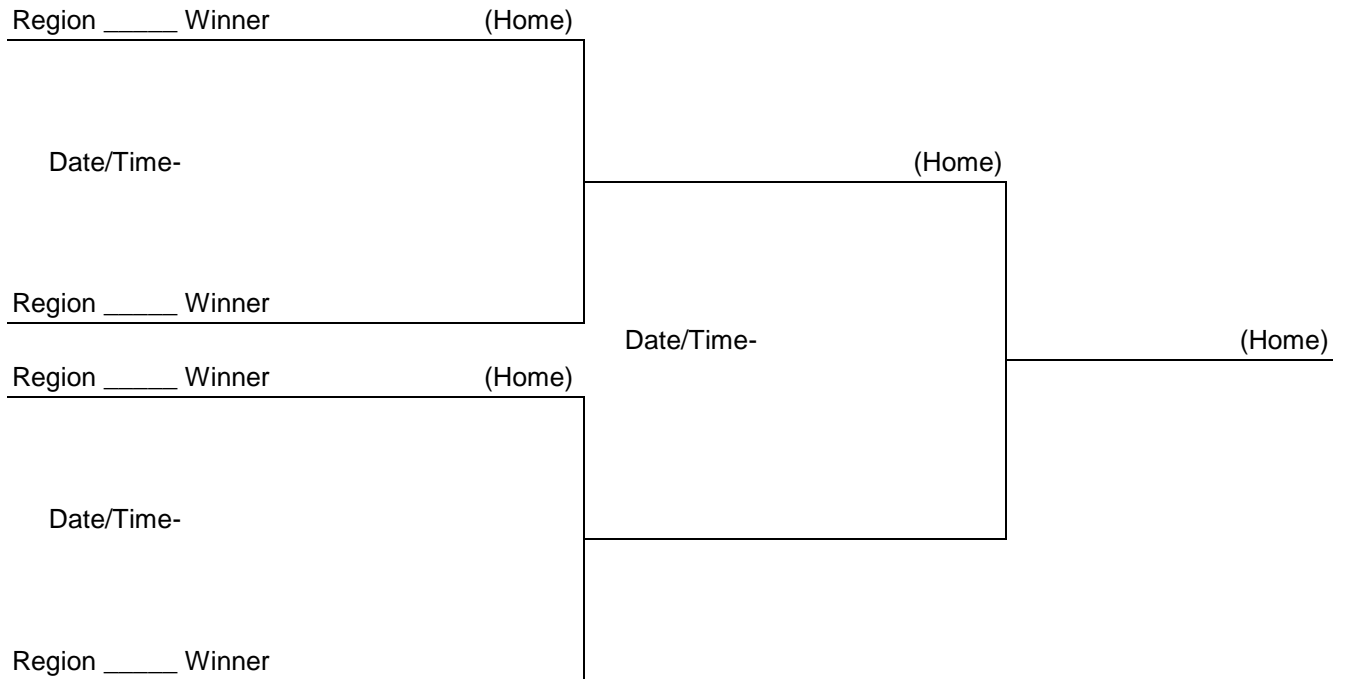 Region _____ Winner (Home)
Date/Time-
(Home)
Region _____ Winner
Date/Time-
(Home)
Region _____ Winner (Home)
Date/Time-
Region _____ Winner